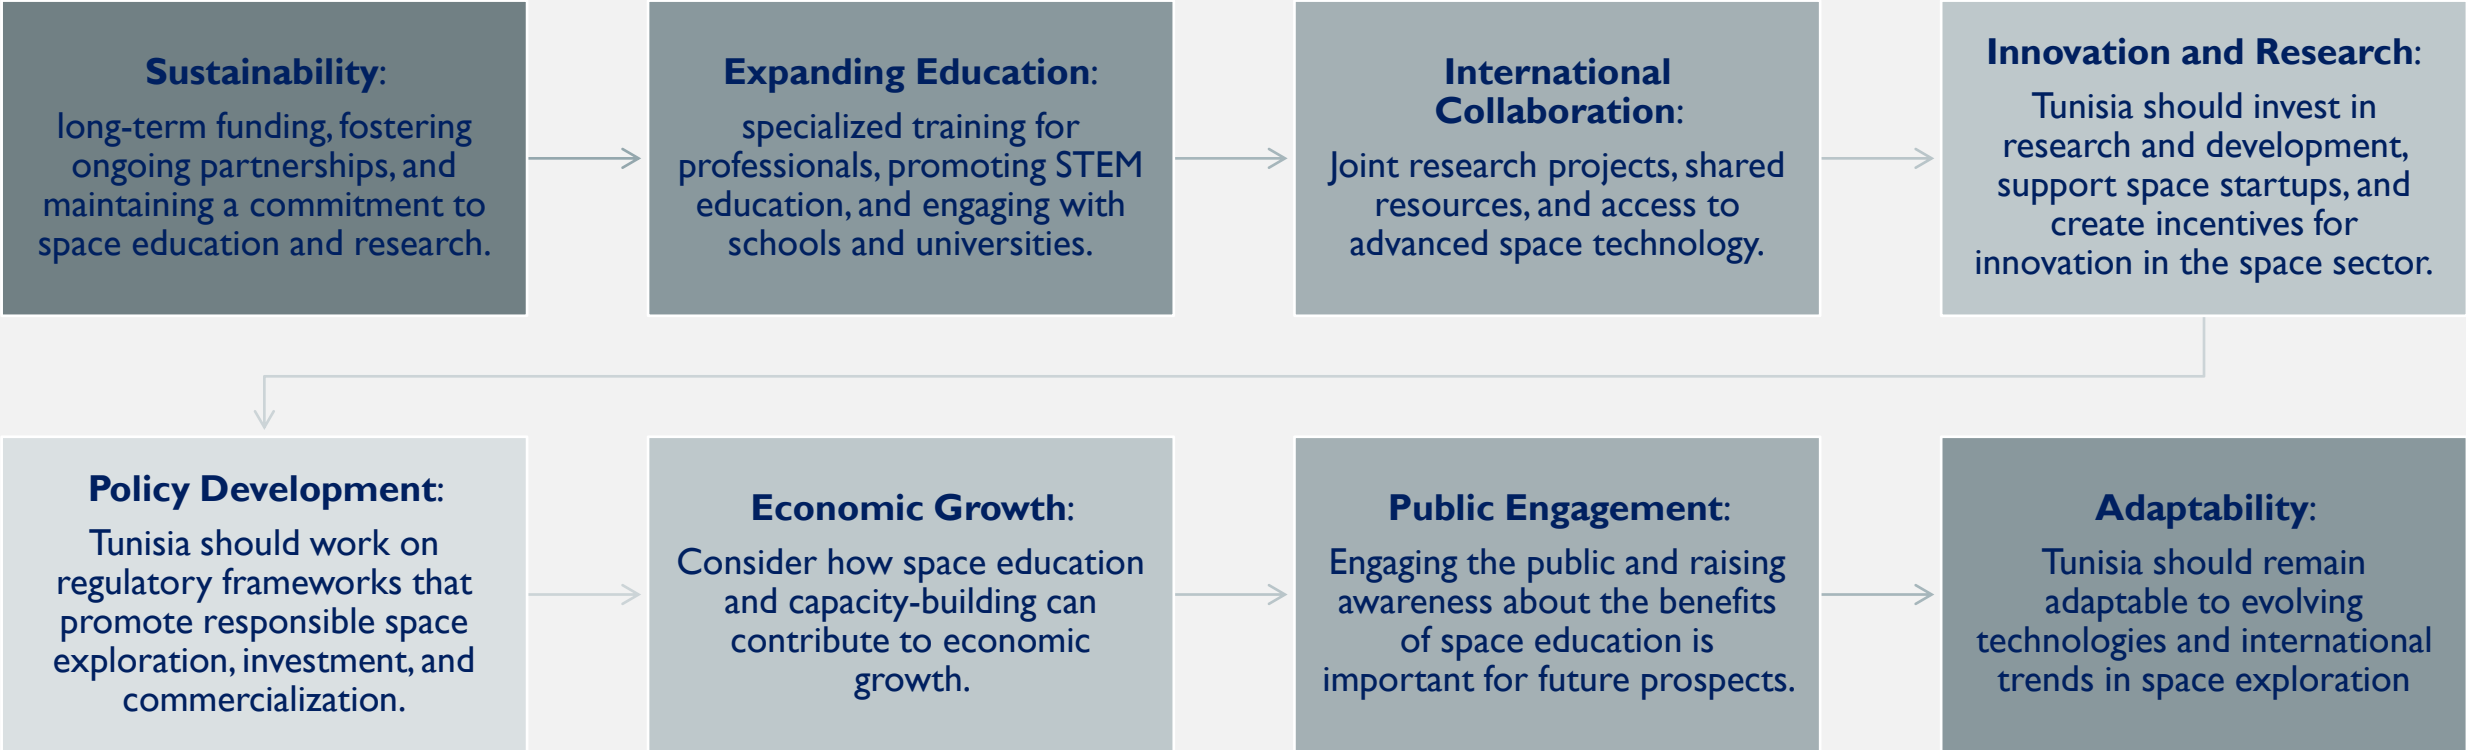 Sustainability:
long-term funding, fostering
ongoing partnerships, and
maintaining a commitment to
space education and research.
Expanding Education:
specialized training for
professionals, promoting STEM
education, and engaging with
schools and universities.
International
Collaboration:
Joint research projects, shared
resources, and access to
advanced space technology.
Innovation and Research:
Tunisia should invest in
research and development,
support space startups, and
create incentives for
innovation in the space sector.
Policy Development:
Tunisia should work on
regulatory frameworks that
promote responsible space
exploration, investment, and
commercialization.
Economic Growth:
Consider how space education
and capacity-building can
contribute to economic
growth.
Public Engagement:
Engaging the public and raising
awareness about the benefits
of space education is
important for future prospects.
Adaptability:
Tunisia should remain
adaptable to evolving
technologies and international
trends in space exploration